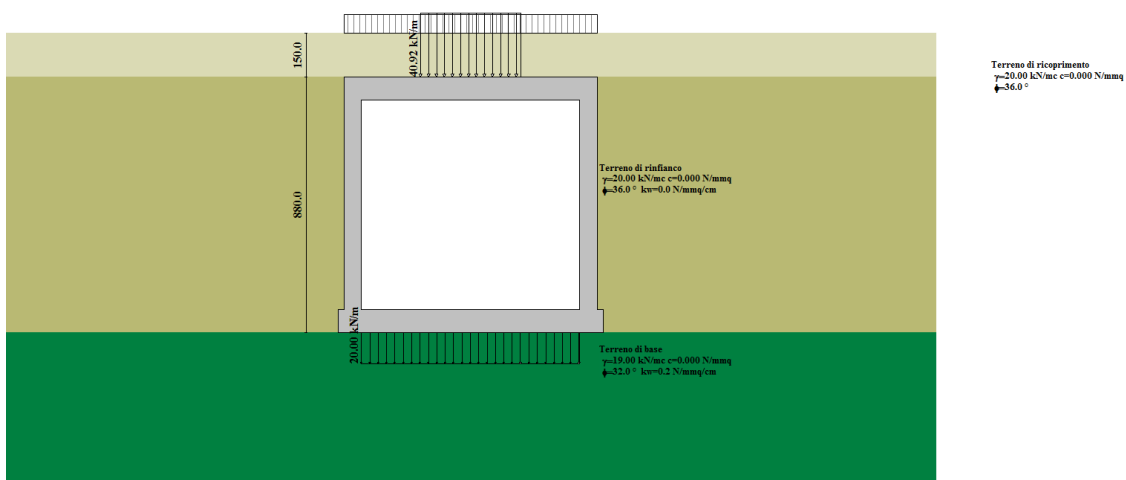 40.92 kN/m
150.0
Terreno di ricoprimento
γ=20.00 kN/mc c=0.000 N/mmq
ϕ=36.0 °
Terreno di rinfianco
γ=20.00 kN/mc c=0.000 N/mmq
ϕ=36.0 ° kw=0.0 N/mmq/cm
880.0
20.00 kN/m
Terreno di base
γ=19.00 kN/mc c=0.000 N/mmq
ϕ=32.0 ° kw=0.2 N/mmq/cm